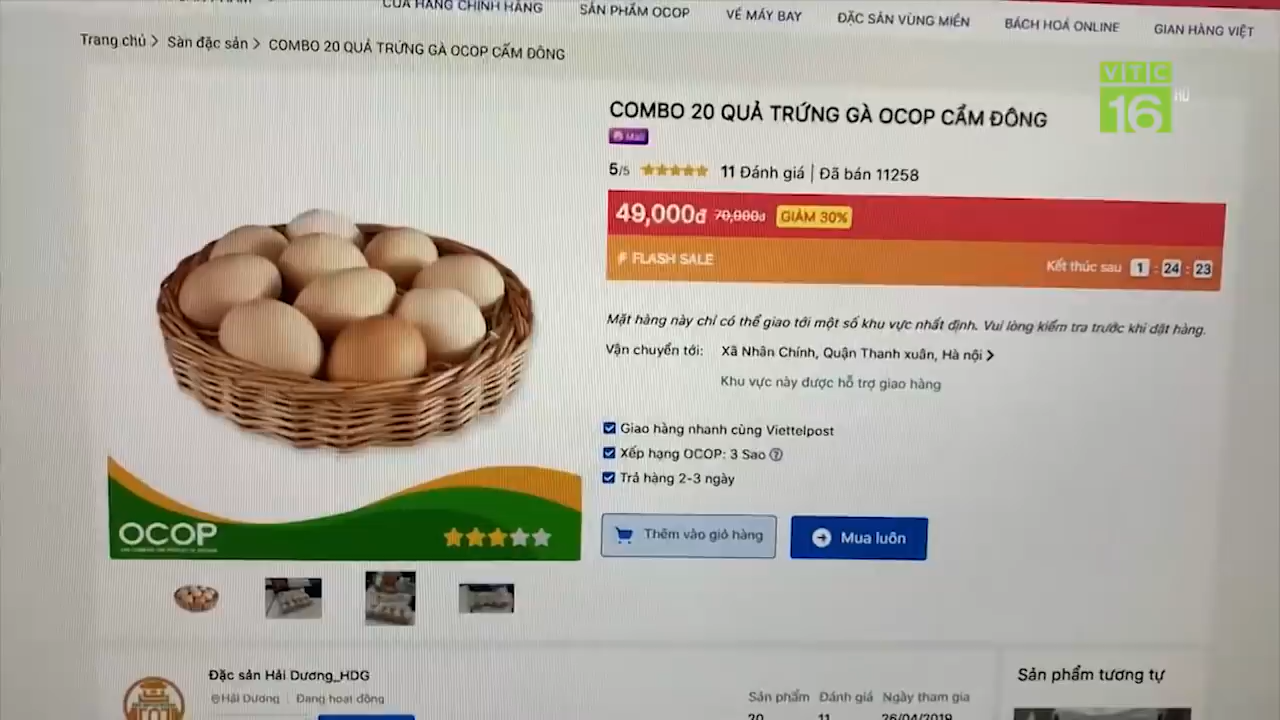 CỬA HÀNG CHÍNH HÃNG SẢN PHẨM OCOP VÉ MÁY BAY ĐẶC SẢN VÙNG MIỀN BÁCH HOÁ ONLINE GIAN HÀNG VIỆT
Trang chủ > Sàn đặc sản > COMBO 20 QUẢ TRỨNG GÀ OCOP CẨM ĐÔNG
VTC
16
HD
COMBO 20 QUẢ TRỨNG GÀ OCOP CẨM ĐÔNG
Mall
5/5 11 Đánh giá | Đã bán 11258
49,000đ 70,000đ GIẢM 30%
FLASH SALE Kết thúc sau 1 : 24 : 23
Mặt hàng này chỉ có thể giao tới một số khu vực nhất định. Vui lòng kiểm tra trước khi đặt hàng.
Vận chuyển tới: Xã Nhân Chính, Quận Thanh xuân, Hà nội >
Khu vực này được hỗ trợ giao hàng
Giao hàng nhanh cùng Viettelpost
Xếp hạng OCOP: 3 Sao ?
Trả hàng 2-3 ngày
Thêm vào giỏ hàng Mua luôn
OCOP
Đặc sản Hải Dương_HDG
Hải Dương | Đang hoạt động
Sản phẩm Đánh giá Ngày tham gia
20 11 26/04/2019
Sản phẩm tương tự